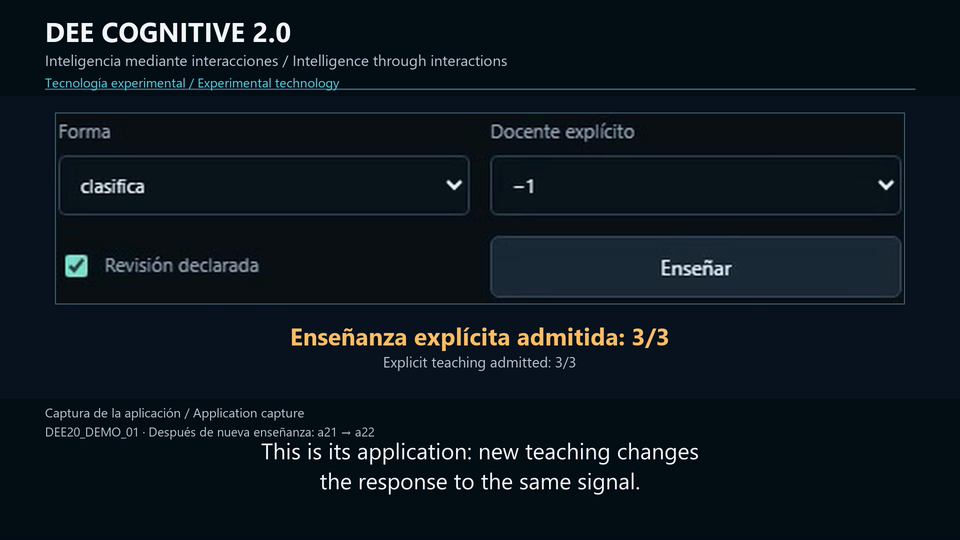 DEE COGNITIVE 2.0
Inteligencia mediante interacciones / Intelligence through interactions
Tecnología experimental / Experimental technology
Forma
Docente explícito
clasifica
−1
Revisión declarada
Enseñar
Enseñanza explícita admitida: 3/3
Explicit teaching admitted: 3/3
Captura de la aplicación / Application capture
DEE20_DEMO_01 · Después de nueva enseñanza: a21 → a22
This is its application: new teaching changes
the response to the same signal.